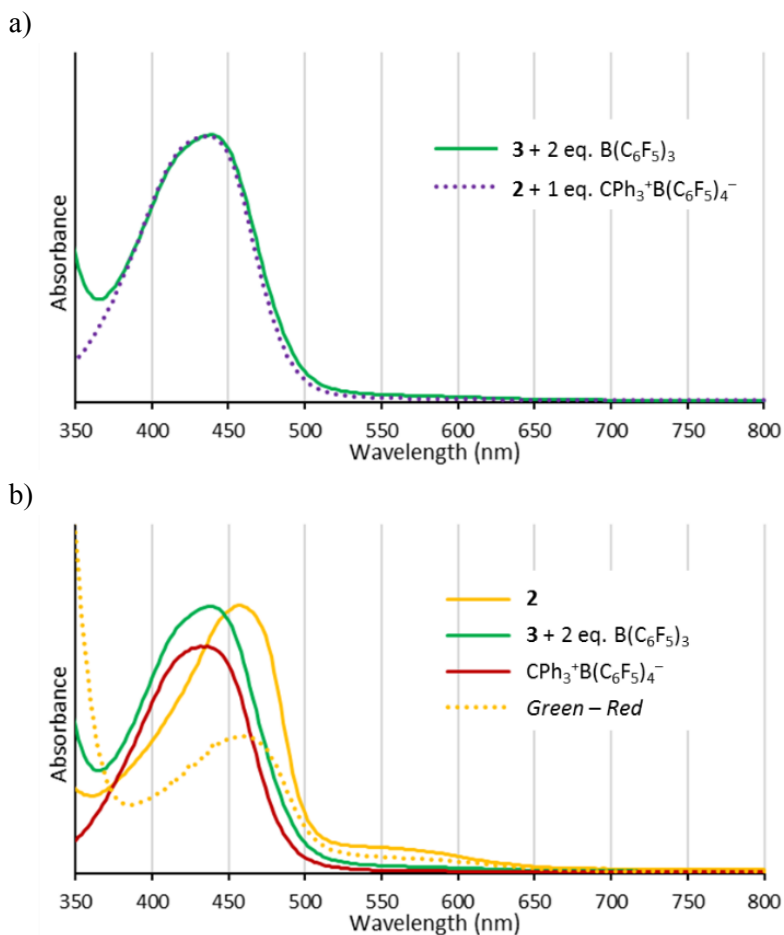 a)
Absorbance
**3** + 2 eq. B(C₆F₅)₃
**2** + 1 eq. CPh₃⁺B(C₆F₅)₄⁻
350 400 450 500 550 600 650 700 750 800
Wavelength (nm)
b)
Absorbance
**2**
**3** + 2 eq. B(C₆F₅)₃
CPh₃⁺B(C₆F₅)₄⁻
*Green – Red*
350 400 450 500 550 600 650 700 750 800
Wavelength (nm)